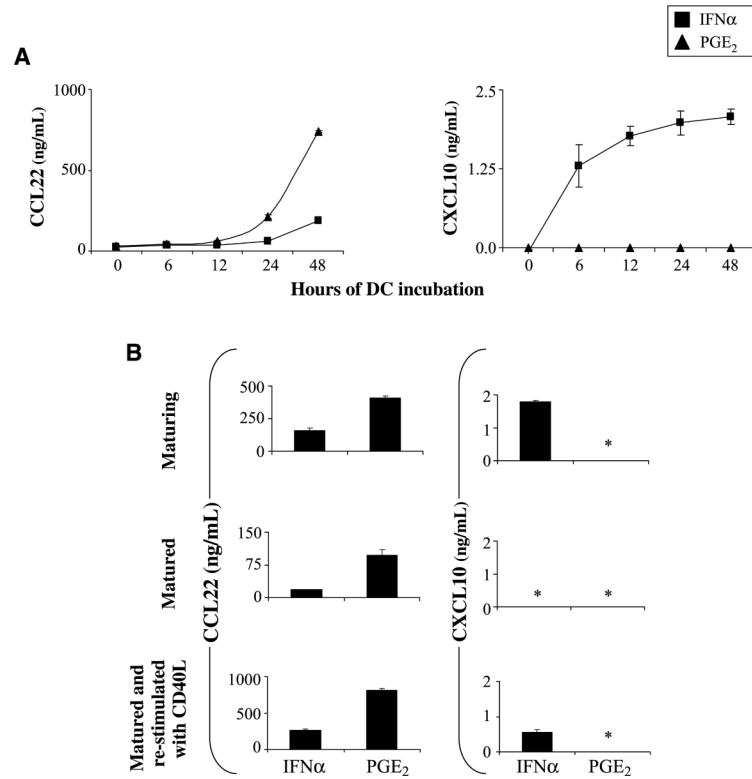 IFNα
PGE2
A
CCL22 (ng/mL)
1000
500
0
0 6 12 24 48
CXCL10 (ng/mL)
2.5
1.25
0.0
0 6 12 24 48
Hours of DC incubation
B
Maturing
500
250
0
2
1
0
*
Matured
CCL22 (ng/mL)
150
75
0
CXCL10 (ng/mL)
2
1
0
* *
Matured and
re-stimulated
with CD40L
1000
500
0
IFNα PGE2
2
1
0
*
IFNα PGE2